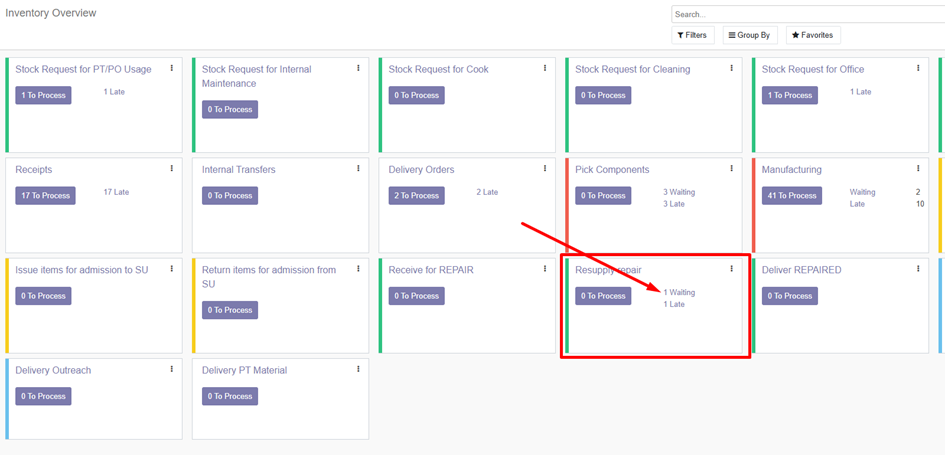 Inventory Overview
Search...
Filters
Group By
Favorites
Stock Request for PT/PO Usage
1 To Process
1 Late
Stock Request for Internal
Maintenance
0 To Process
Stock Request for Cook
0 To Process
Stock Request for Cleaning
0 To Process
Stock Request for Office
1 To Process
1 Late
Receipts
17 To Process
17 Late
Internal Transfers
0 To Process
Delivery Orders
2 To Process
2 Late
Pick Components
0 To Process
3 Waiting
3 Late
Manufacturing
41 To Process
Waiting 2
Late 10
Issue items for admission to SU
0 To Process
Return items for admission from
SU
0 To Process
Receive for REPAIR
0 To Process
Resupply repair
0 To Process
1 Waiting
1 Late
Deliver REPAIRED
0 To Process
Delivery Outreach
0 To Process
Delivery PT Material
0 To Process